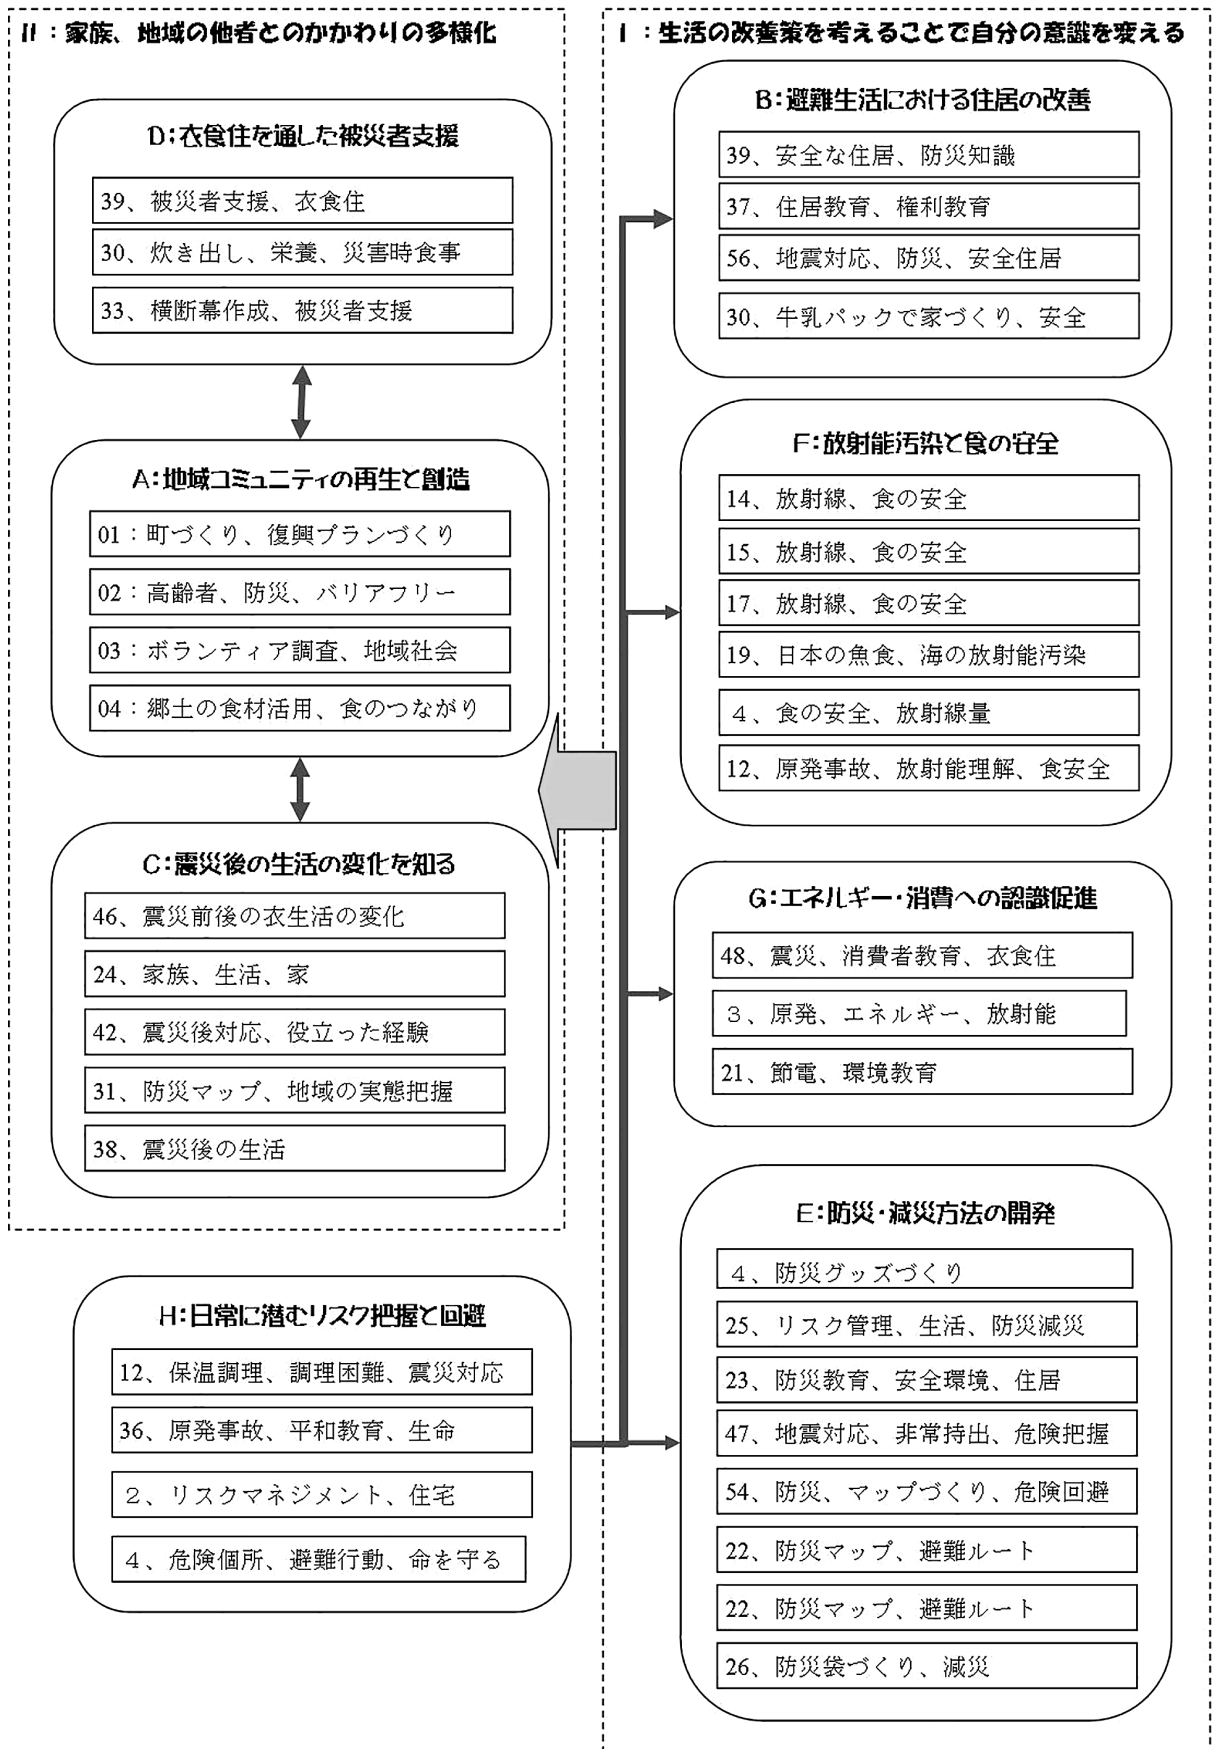 II：家族、地域の他者とのかかわりの多様化
D：衣食住を通した被災者支援
39、被災者支援、衣食住
30、炊き出し、栄養、災害時食事
33、横断幕作成、被災者支援
A：地域コミュニティの再生と創造
01：町づくり、復興プランづくり
02：高齢者、防災、バリアフリー
03：ボランティア調査、地域社会
04：郷土の食材活用、食のつながり
C：震災後の生活の変化を知る
46、震災前後の衣生活の変化
24、家族、生活、家
42、震災後対応、役立った経験
31、防災マップ、地域の実態把握
38、震災後の生活
H：日常に潜むリスク把握と回避
12、保温調理、調理困難、震災対応
36、原発事故、平和教育、生命
２、リスクマネジメント、住宅
４、危険個所、避難行動、命を守る
I：生活の改善策を考えることで自分の意識を変える
B：避難生活における住居の改善
39、安全な住居、防災知識
37、住居教育、権利教育
56、地震対応、防災、安全住居
30、牛乳パックで家づくり、安全
F：放射能汚染と食の安全
14、放射線、食の安全
15、放射線、食の安全
17、放射線、食の安全
19、日本の魚食、海の放射能汚染
４、食の安全、放射線量
12、原発事故、放射能理解、食安全
G：エネルギー・消費への認識促進
48、震災、消費者教育、衣食住
３、原発、エネルギー、放射能
21、節電、環境教育
E：防災・減災方法の開発
４、防災グッズづくり
25、リスク管理、生活、防災減災
23、防災教育、安全環境、住居
47、地震対応、非常持出、危険把握
54、防災、マップづくり、危険回避
22、防災マップ、避難ルート
22、防災マップ、避難ルート
26、防災袋づくり、減災